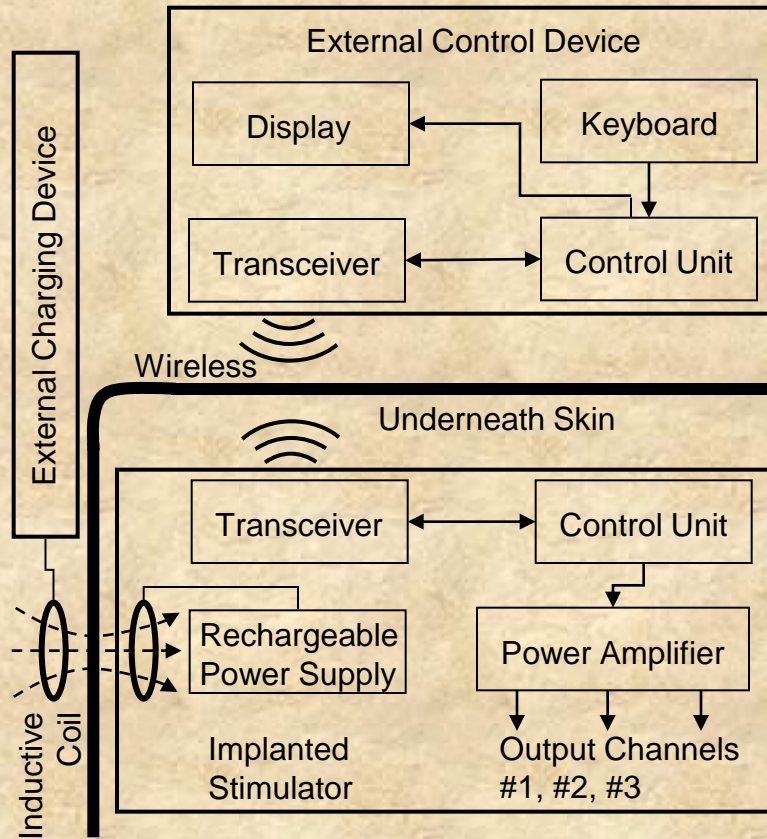 External Control Device
Display
Keyboard
Transceiver
Control Unit
External Charging Device
Wireless
Underneath Skin
Transceiver
Control Unit
Rechargeable
Power Supply
Power Amplifier
Inductive
Coil
Implanted
Stimulator
Output Channels
#1, #2, #3